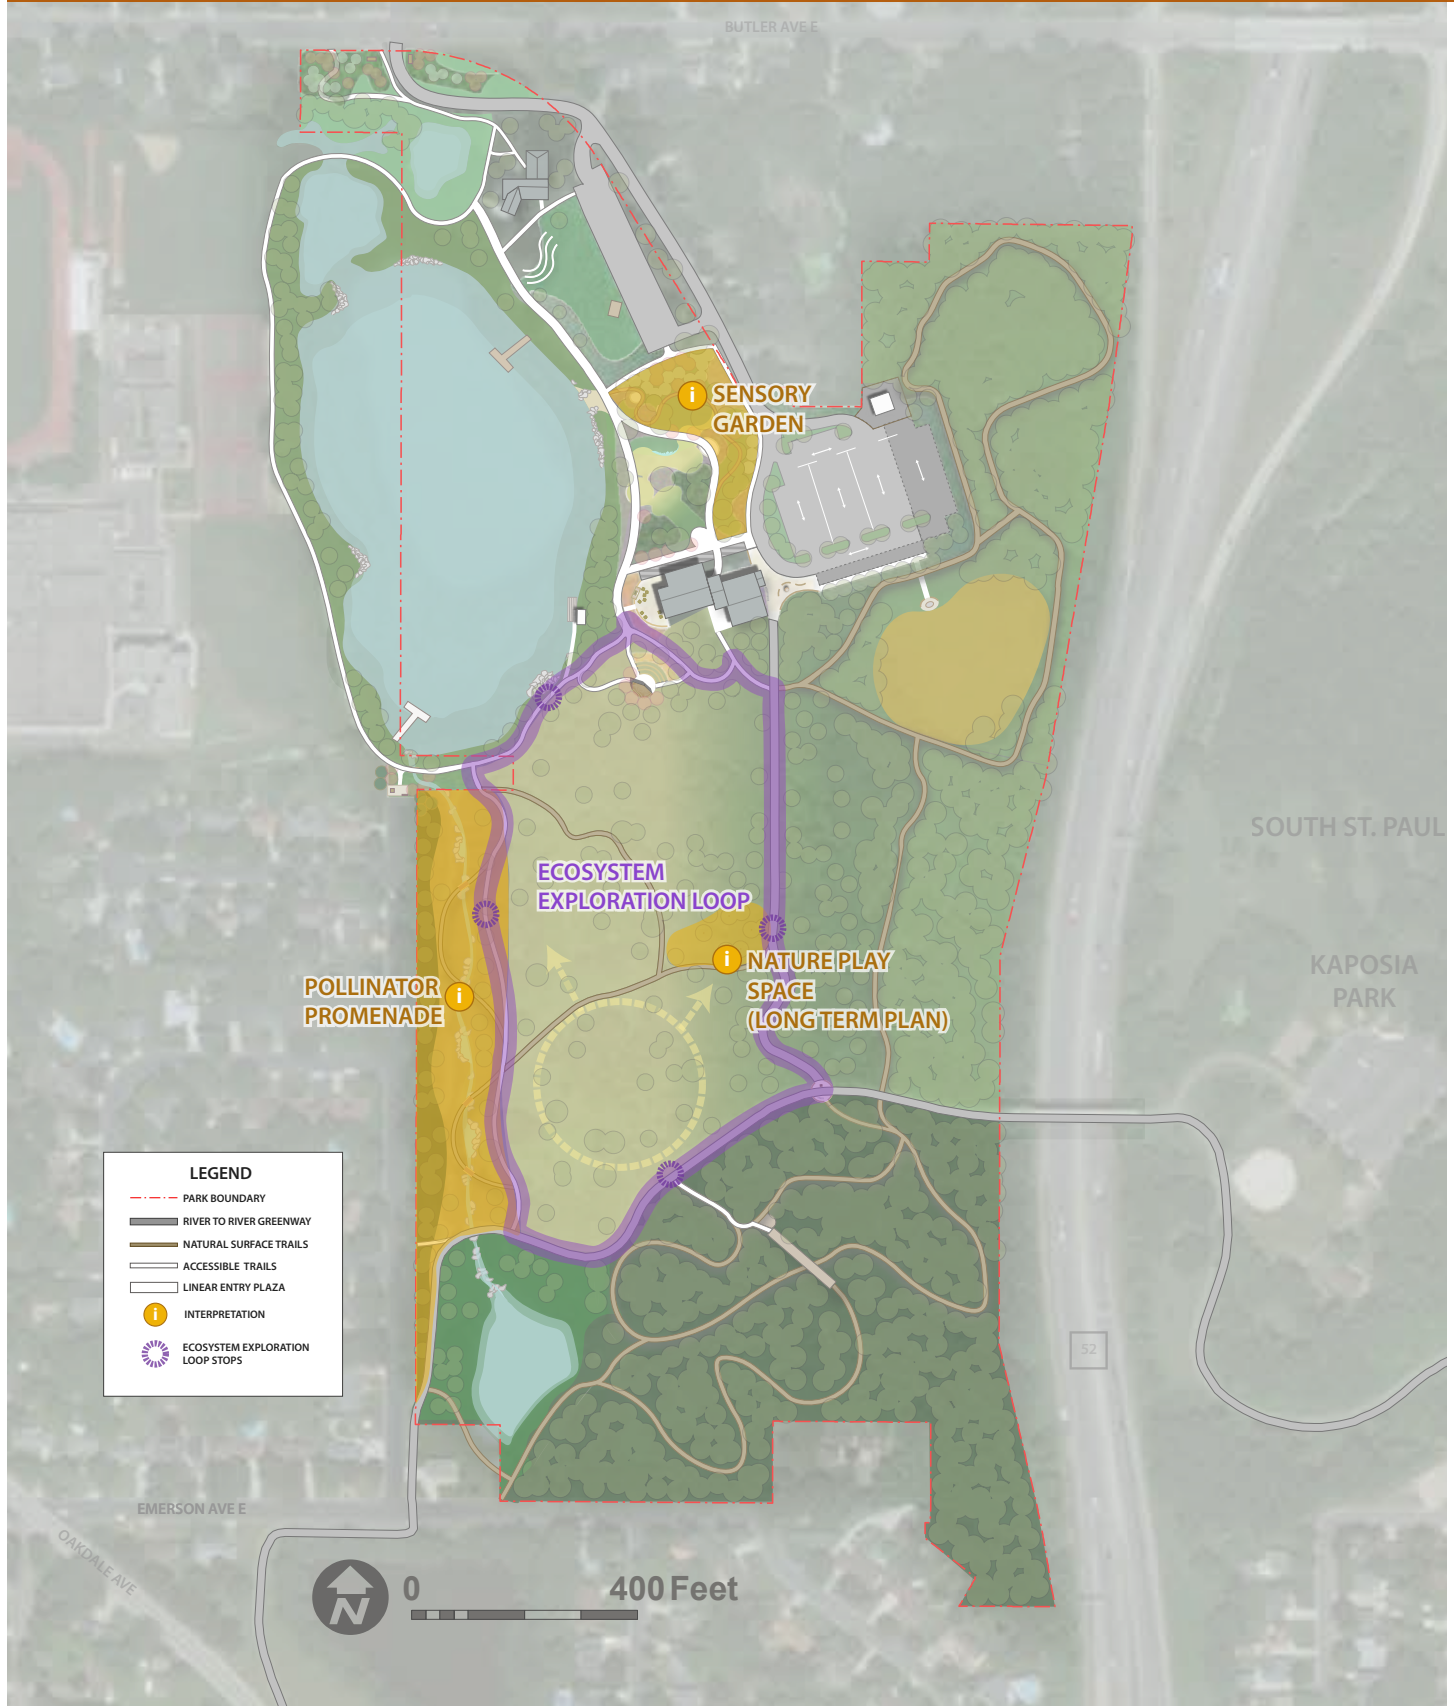 BUTLER AVE E
SENSORY
GARDEN
SOUTH ST. PAUL
ECOSYSTEM
EXPLORATION LOOP
KAPOSIA
PARK
NATURE PLAY
SPACE
(LONG TERM PLAN)
POLLINATOR
PROMENADE
LEGEND
PARK BOUNDARY
RIVER TO RIVER GREENWAY
NATURAL SURFACE TRAILS
ACCESSIBLE TRAILS
LINEAR ENTRY PLAZA
i
INTERPRETATION
ECOSYSTEM EXPLORATION
LOOP STOPS
i
i
i
52
EMERSON AVE E
OAKDALE AVE
N
0 400 Feet